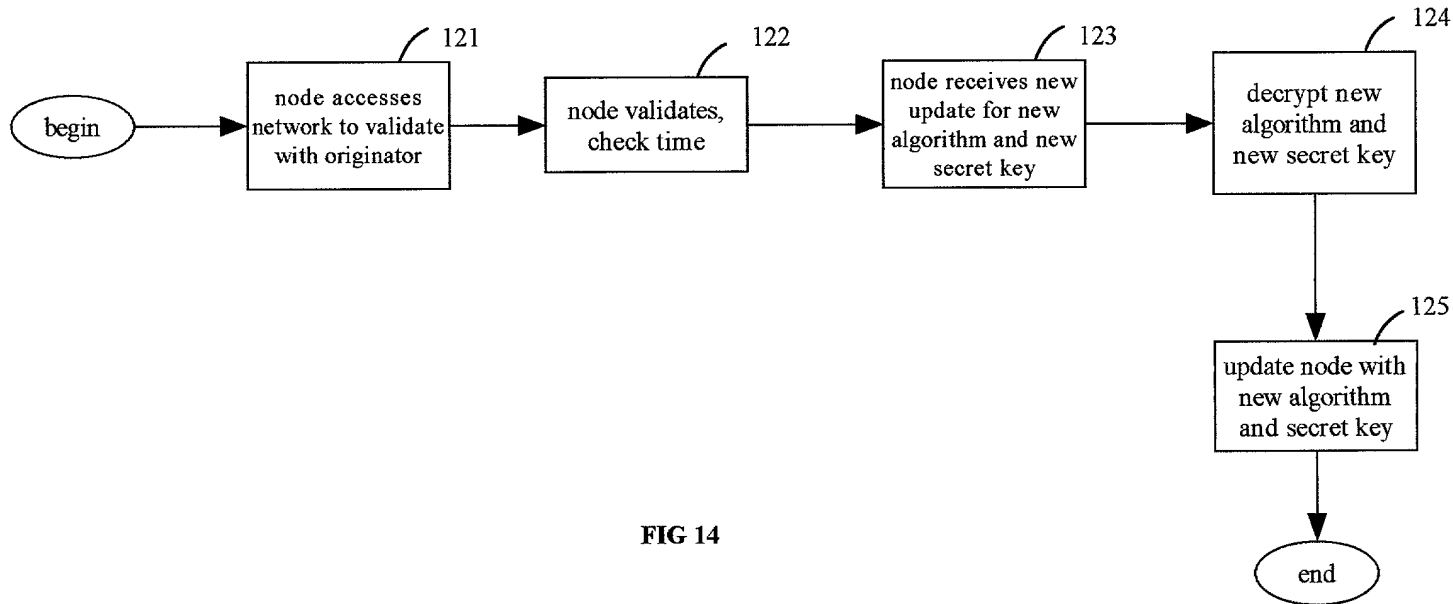 begin
121
node accesses
network to validate
with originator
122
node validates,
check time
123
node receives new
update for new
algorithm and new
secret key
124
decrypt new
algorithm and
new secret key
125
update node with
new algorithm
and secret key
end
FIG 14